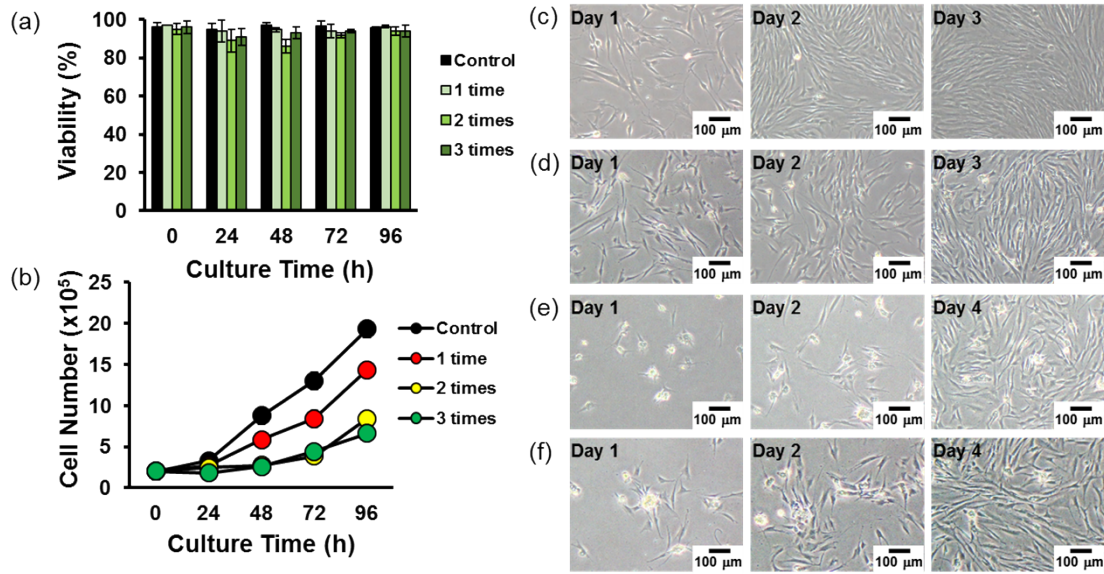 (a)
Viability (%)
100
80
60
40
20
0
0 24 48 72 96
Culture Time (h)
Control
1 time
2 times
3 times
(b)
Cell Number (x10⁵)
25
20
15
10
5
0
0 24 48 72 96
Culture Time (h)
Control
1 time
2 times
3 times
(c)
Day 1 Day 2 Day 3
100 μm 100 μm 100 μm
(d)
Day 1 Day 2 Day 3
100 μm 100 μm 100 μm
(e)
Day 1 Day 2 Day 4
100 μm 100 μm 100 μm
(f)
Day 1 Day 2 Day 4
100 μm 100 μm 100 μm